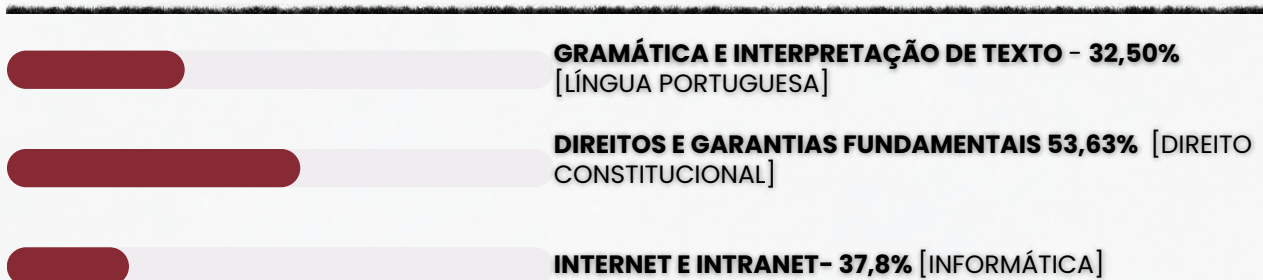 GRAMÁTICA E INTERPRETAÇÃO DE TEXTO - 32,50%
[LÍNGUA PORTUGUESA]
DIREITOS E GARANTIAS FUNDAMENTAIS 53,63% [DIREITO
CONSTITUCIONAL]
INTERNET E INTRANET- 37,8% [INFORMÁTICA]